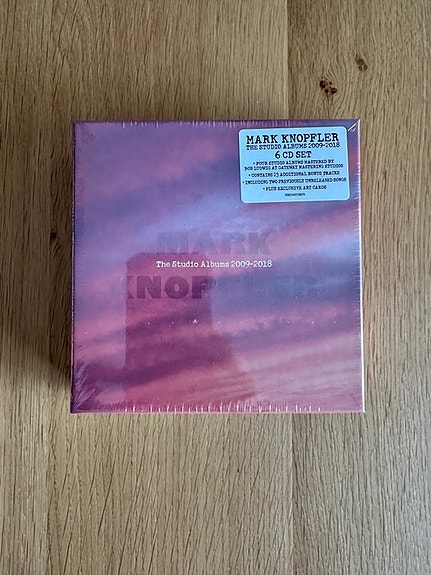 MARK KNOPFLER
THE STUDIO ALBUMS 2009-2018
6 CD SET
• FOUR STUDIO ALBUMS MASTERED BY
BOB LUDWIG AT GATEWAY MASTERING STUDIOS
• CONTAINS 23 ADDITIONAL BONUS TRACKS
• INCLUDING TWO PREVIOUSLY UNRELEASED SONGS
• PLUS EXCLUSIVE ART CARDS
MARK
The Studio Albums 2009-2018
KNOPFLER